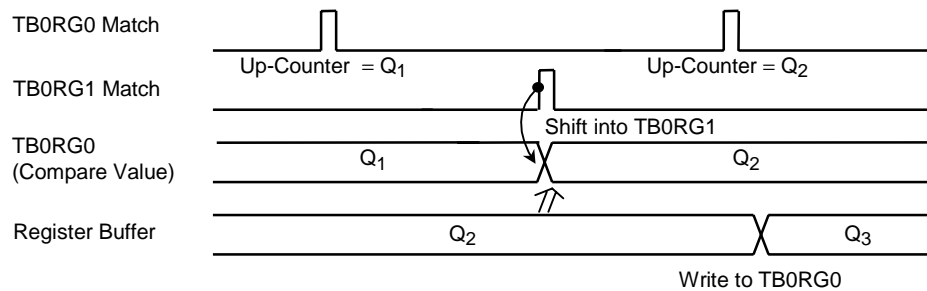 TB0RG0 Match
Up-Counter = Q1
Up-Counter = Q2
TB0RG1 Match
Shift into TB0RG1
TB0RG0
(Compare Value)
Q1
Q2
Register Buffer
Q2
Q3
Write to TB0RG0